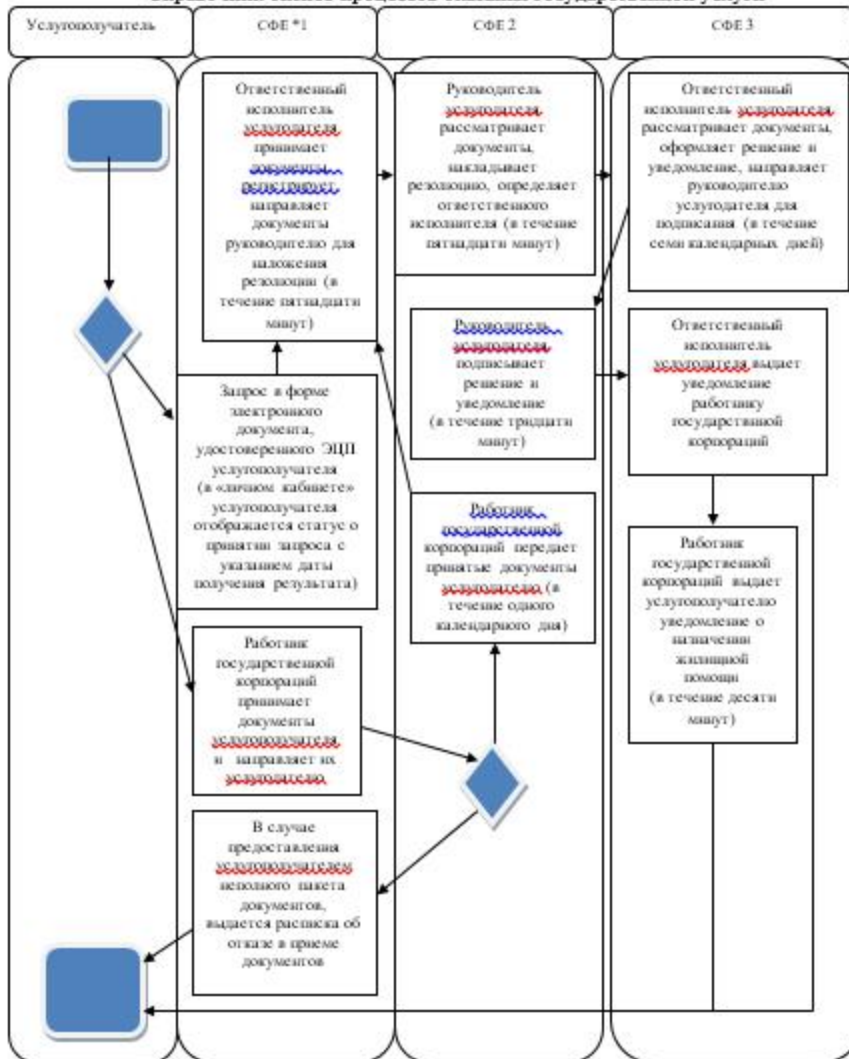 Справочник бизнес-процессов оказания государственной услуги
Услугополучатель
СФЕ *1
СФЕ 2
СФЕ 3
Ответственный
исполнитель
услугодателя
принимает
документы,
регистрирует,
направляет
документы
руководителю для
наложения
резолюции (в
течение пятнадцати
минут)
Руководитель
услугодателя
рассматривает
документы,
накладывает
резолюцию, определяет
ответственного
исполнителя (в течение
пятнадцати минут)
Ответственный
исполнитель услугодателя
рассматривает документы,
оформляет решение и
уведомление, направляет
руководителю
услугодателя для
подписания (в течение
семи календарных дней)
Руководитель
услугодателя
подписывает
решение и
уведомление
(в течение тридцати
минут)
Ответственный
исполнитель
услугодателя выдает
уведомление
работнику
государственной
корпораций
Запрос в форме
электронного
документа,
удостоверенного ЭЦП
услугополучателя
(в «личном кабинете»
услугополучателя
отображается статус о
принятии запроса с
указанием даты
получения результата)
Работник
государственной
корпораций передает
принятые документы
услугодателю (в
течение одного
календарного дня)
Работник
государственной
корпораций выдает
услугополучателю
уведомление о
назначении
жилищной
помощи
(в течение десяти
минут)
Работник
государственной
корпораций
принимает
документы
услугополучателя
и направляет их
услугодателю
В случае
предоставления
услугополучателем
неполного пакета
документов,
выдается расписка об
отказе в приеме
документов